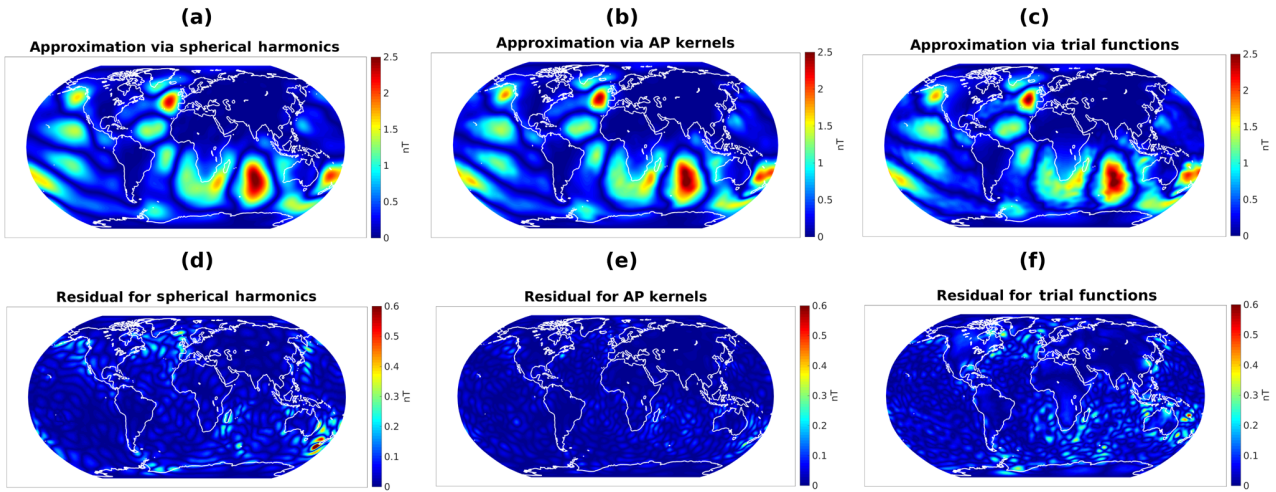 (a)
Approximation via spherical harmonics
2.5
2
1.5
1
0.5
0
nT
(b)
Approximation via AP kernels
2.5
2
1.5
1
0.5
0
nT
(c)
Approximation via trial functions
2.5
2
1.5
1
0.5
0
nT
(d)
Residual for spherical harmonics
0.6
0.5
0.4
0.3
0.2
0.1
0
nT
(e)
Residual for AP kernels
0.6
0.5
0.4
0.3
0.2
0.1
0
nT
(f)
Residual for trial functions
0.6
0.5
0.4
0.3
0.2
0.1
0
nT